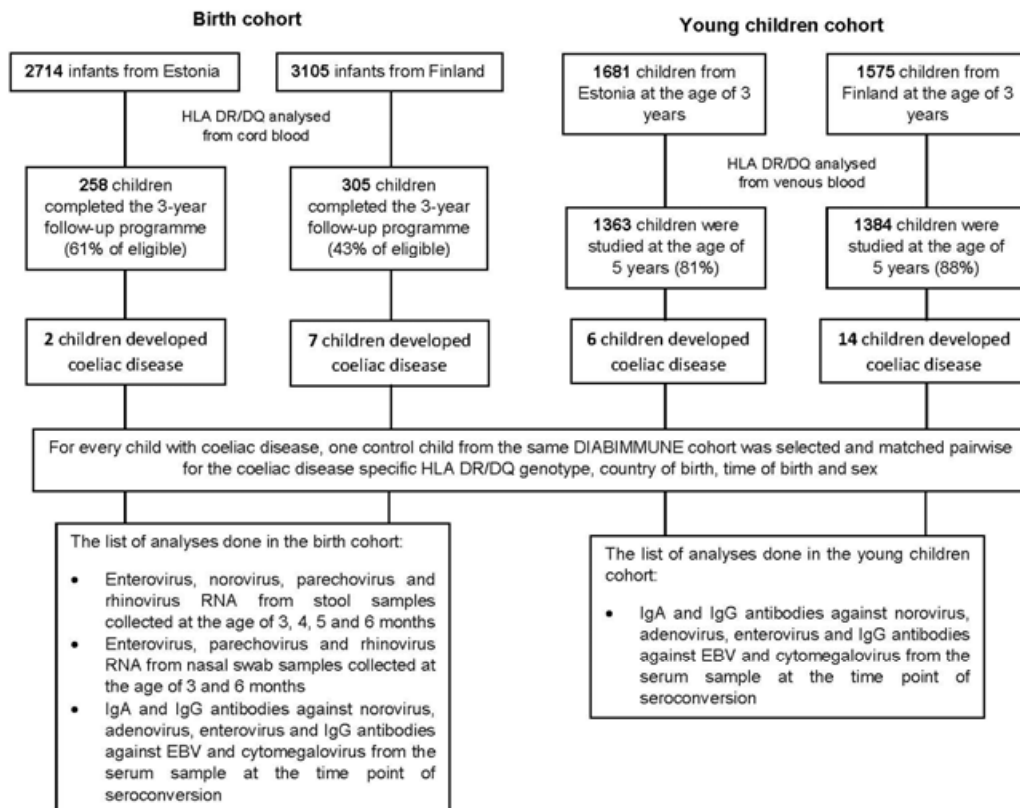 Birth cohort
Young children cohort
2714 infants from Estonia
3105 infants from Finland
1681 children from
Estonia at the age of 3
years
1575 children from
Finland at the age of 3
years
HLA DR/DQ analysed
from cord blood
HLA DR/DQ analysed
from venous blood
258 children
completed the 3-year
follow-up programme
(61% of eligible)
305 children
completed the 3-year
follow-up programme
(43% of eligible)
1363 children were
studied at the age of
5 years (81%)
1384 children were
studied at the age of
5 years (88%)
2 children developed
coeliac disease
7 children developed
coeliac disease
6 children developed
coeliac disease
14 children developed
coeliac disease
For every child with coeliac disease, one control child from the same DIABIMMUNE cohort was selected and matched pairwise
for the coeliac disease specific HLA DR/DQ genotype, country of birth, time of birth and sex
The list of analyses done in the birth cohort:
• Enterovirus, norovirus, parechovirus and
rhinovirus RNA from stool samples
collected at the age of 3, 4, 5 and 6 months
• Enterovirus, parechovirus and rhinovirus
RNA from nasal swab samples collected at
the age of 3 and 6 months
• IgA and IgG antibodies against norovirus,
adenovirus, enterovirus and IgG antibodies
against EBV and cytomegalovirus from the
serum sample at the time point of
seroconversion
The list of analyses done in the young children
cohort:
• IgA and IgG antibodies against norovirus,
adenovirus, enterovirus and IgG antibodies
against EBV and cytomegalovirus from the
serum sample at the time point of
seroconversion